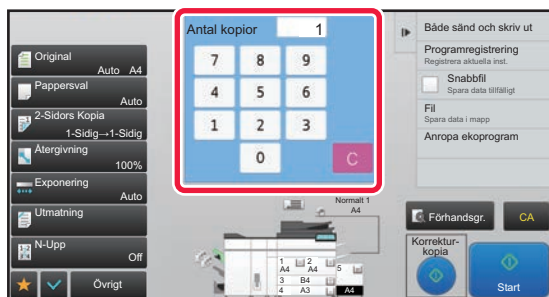 Original
Auto A4
Pappersval
Auto
2-Sidors Kopia
1-Sidig→1-Sidig
Återgivning
100%
Exponering
Auto
Utmatning
N-Upp
Off
Övrigt
Antal kopior 1
7 8 9
4 5 6
1 2 3
0 C
Normalt 1
A4
1 2
A4 A4 5
3 B4
4 A3 A4
Både sänd och skriv ut
Programregistrering
Registrera aktuella inst.
Snabbfil
Spara data tillfälligt
Fil
Spara data i mapp
Anropa ekoprogram
Förhandsgr. CA
Korrektur-
kopia
Start